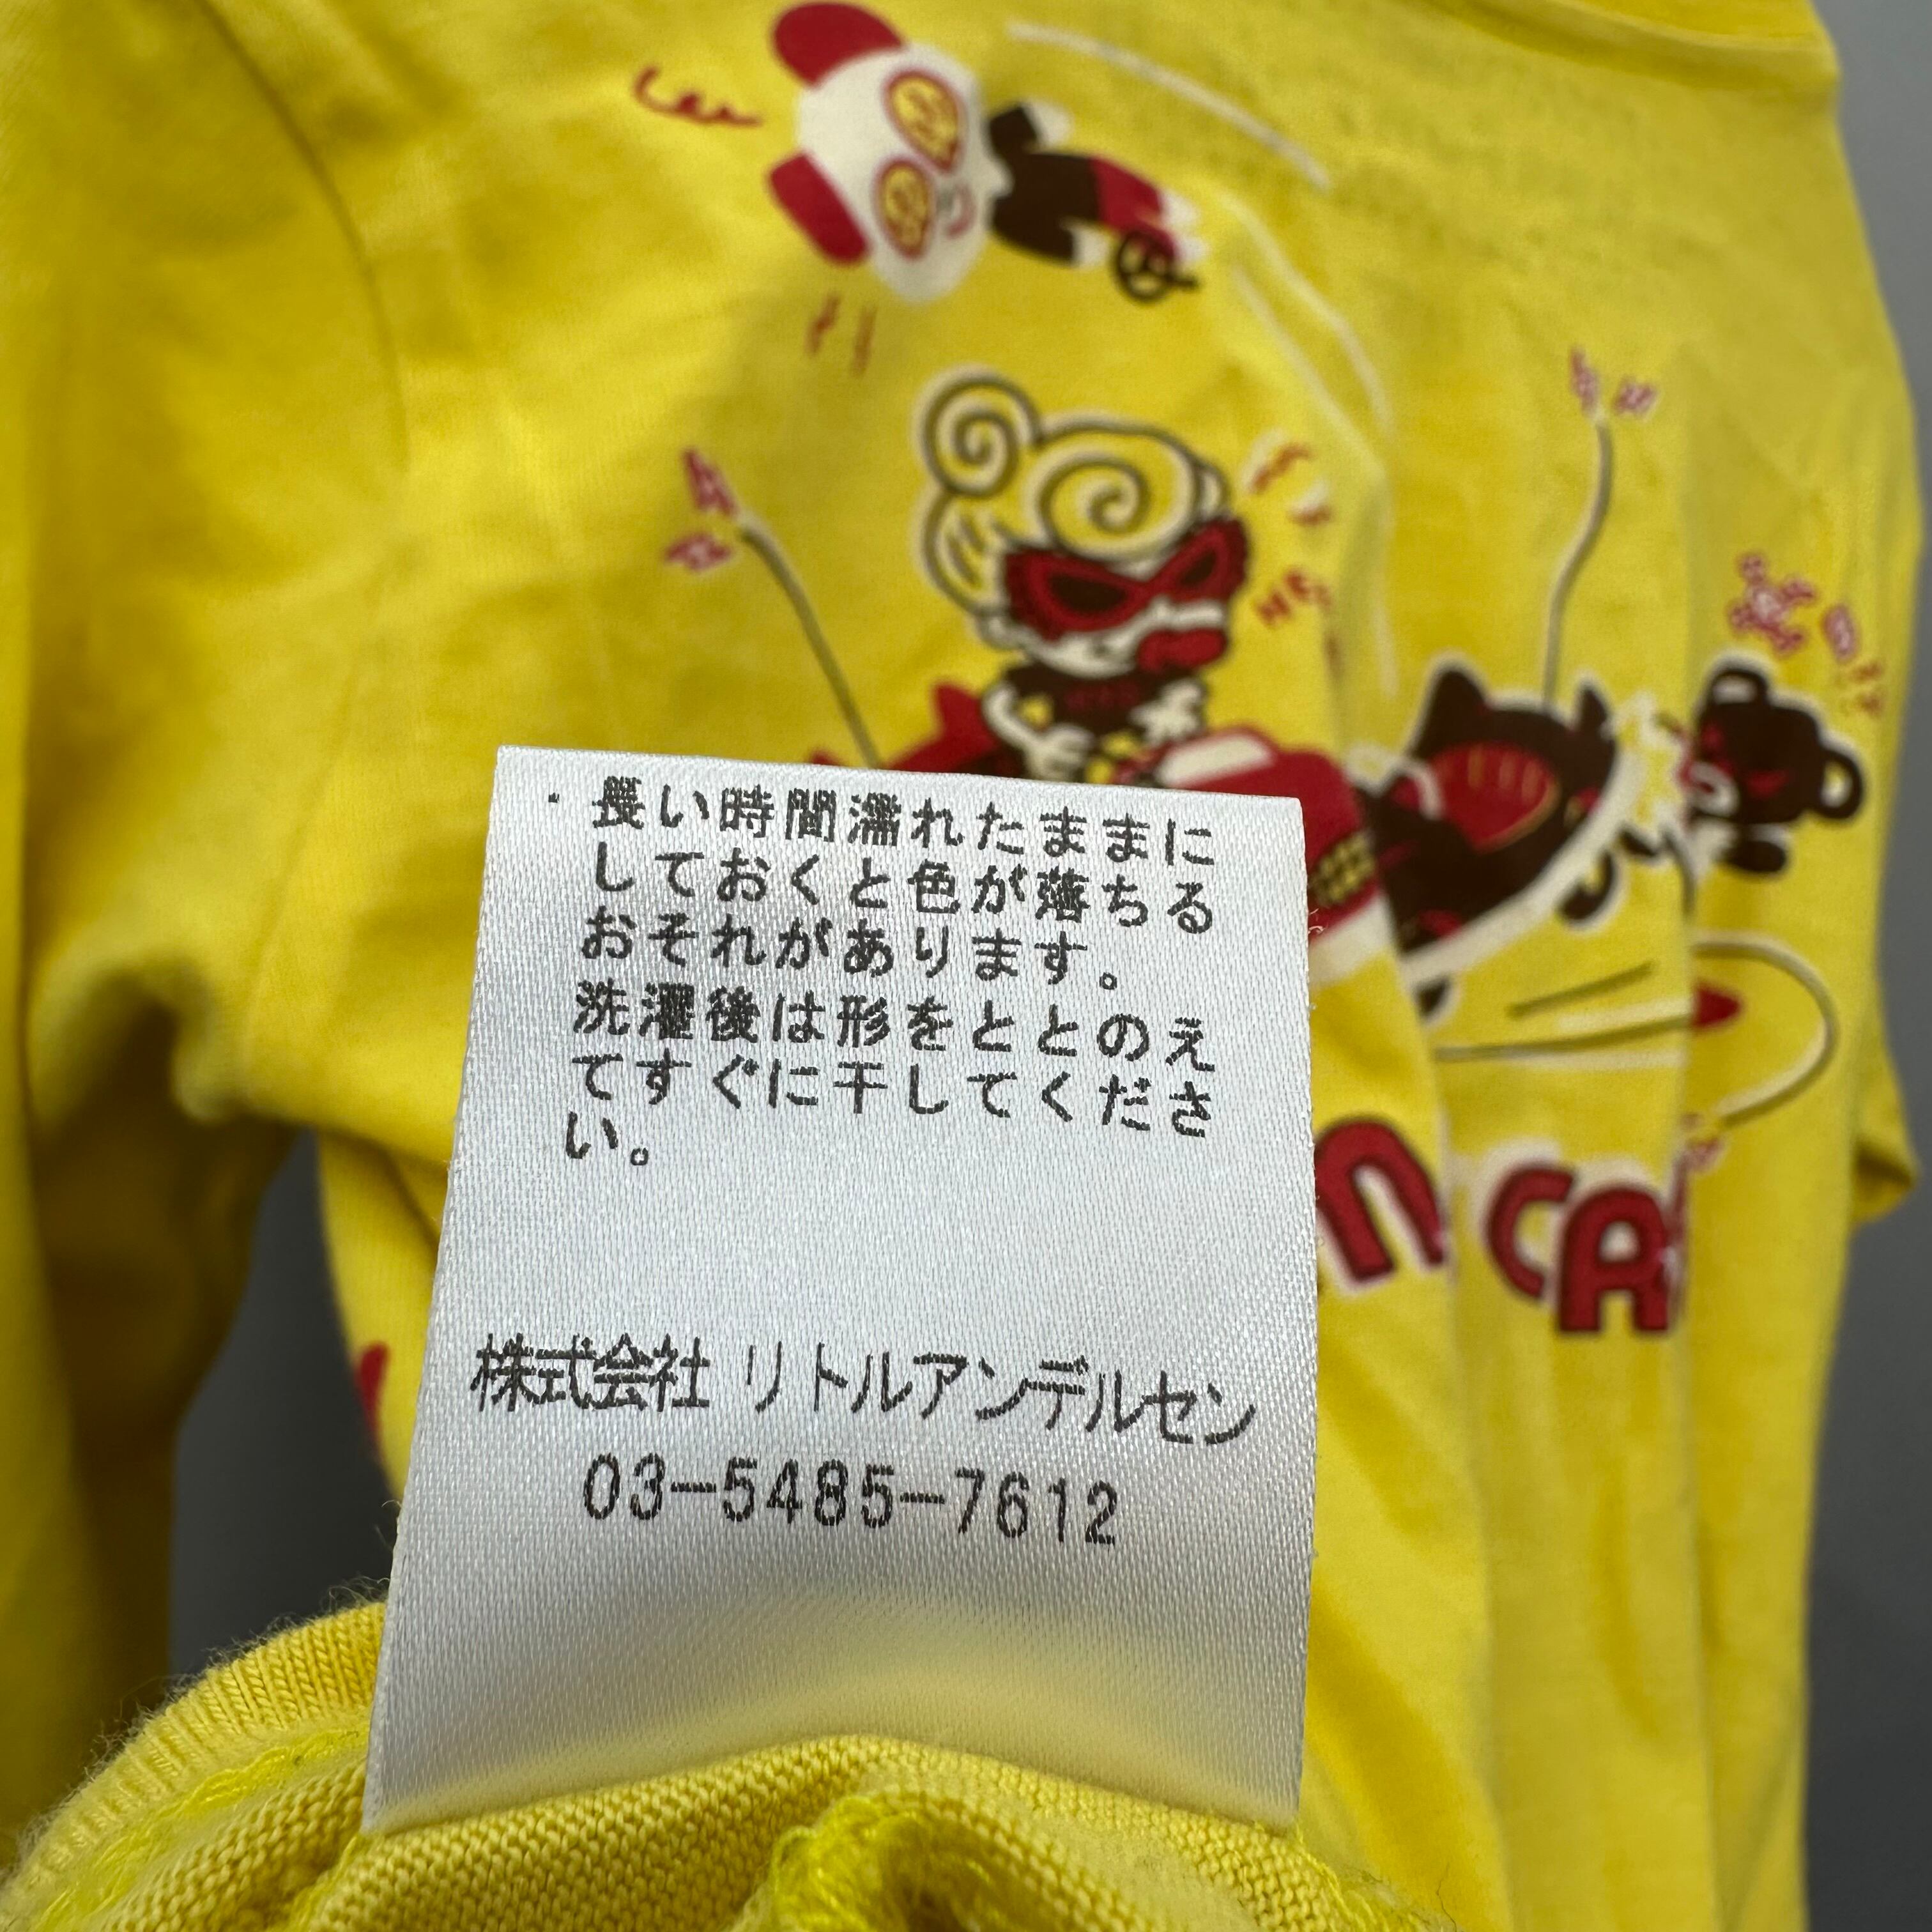 ・長い時間濡れたままに
しておくと色が落ちる
おそれがあります。
洗濯後は形をととのえ
てすぐに干してくださ
い。
株式会社 リトルアンデルセン
03-5485-7612